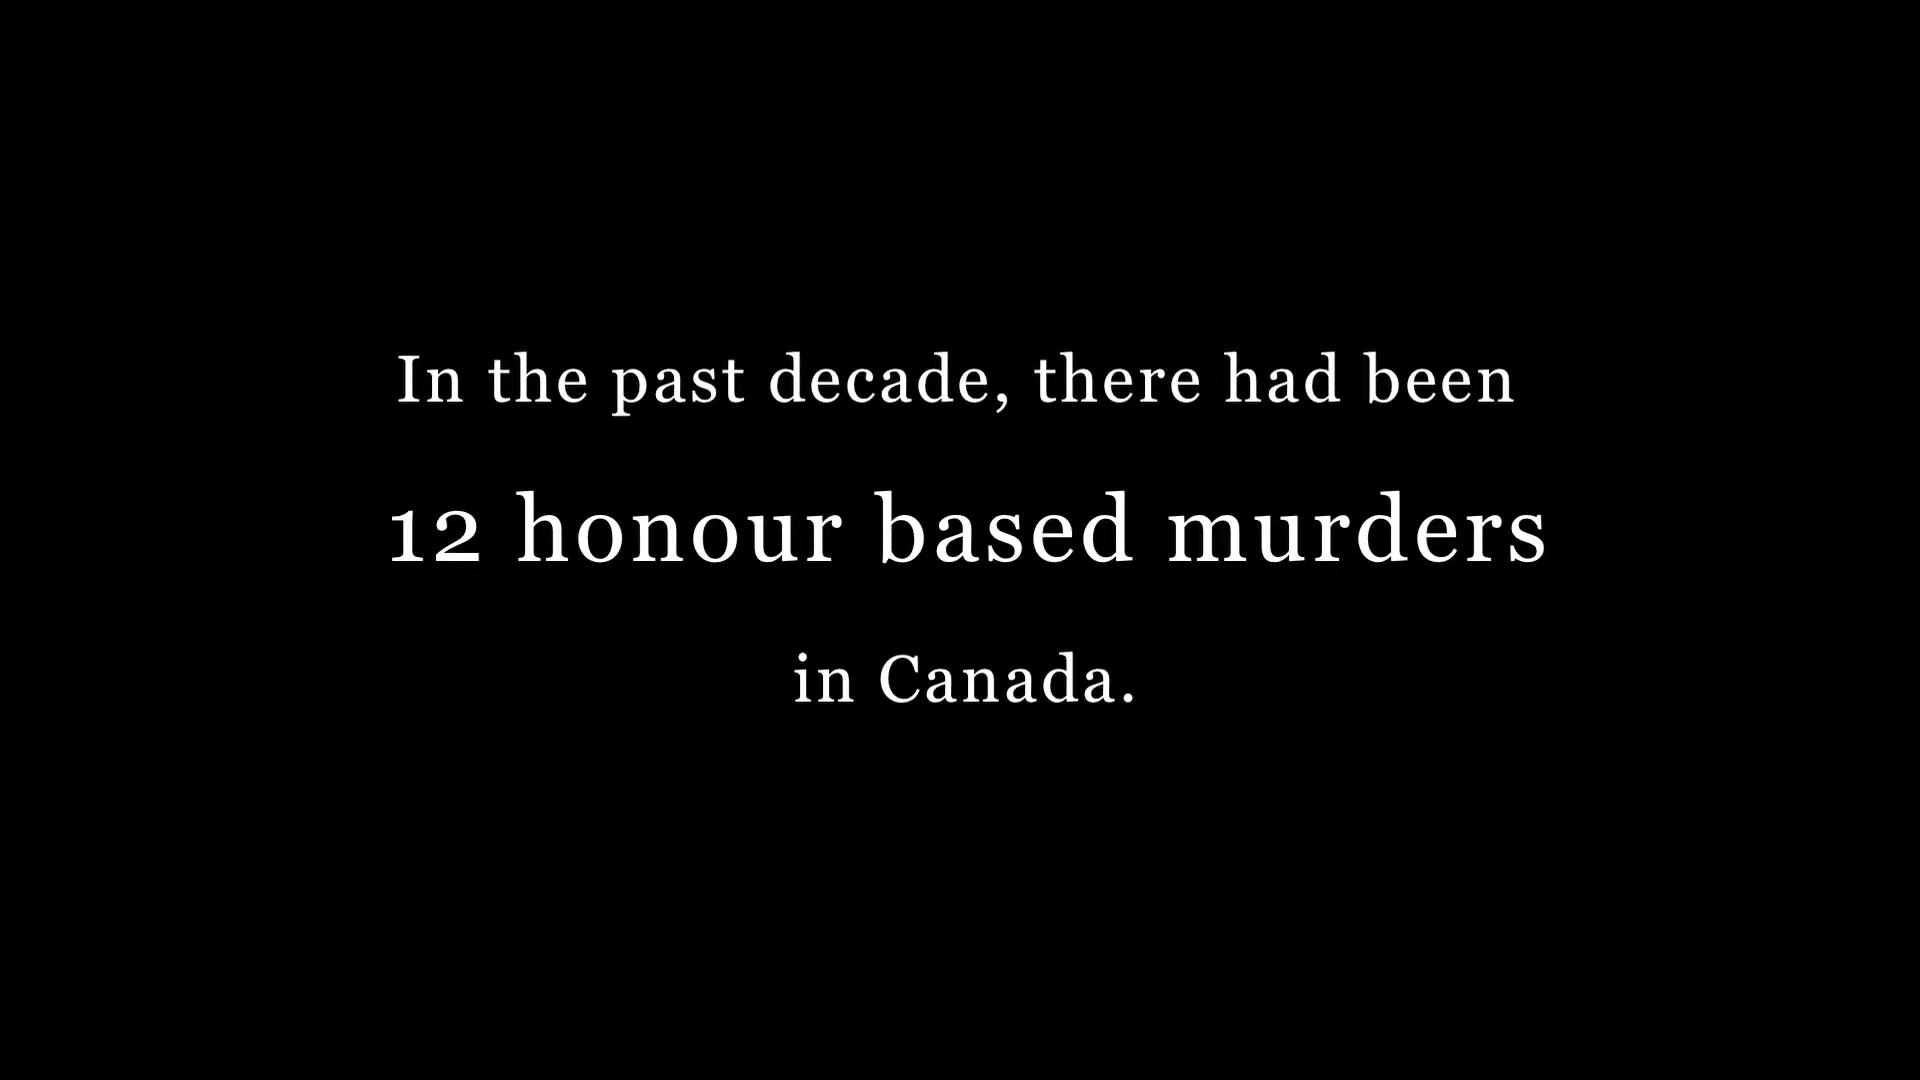 In the past decade, there had been
12 honour based murders
in Canada.